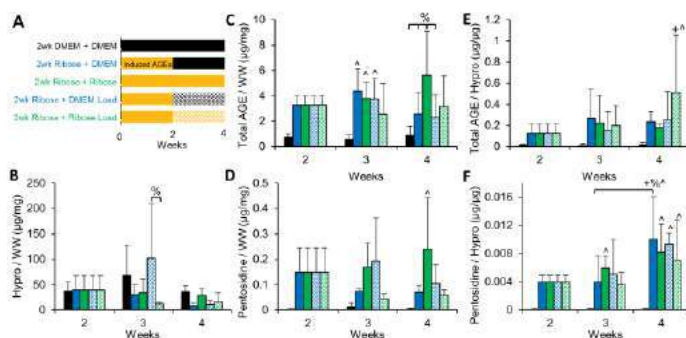 A
2wk DMEM + DMEM
2wk Ribose + DMEM
Induced AGEs
2wk Ribose + Ribose
2wk Ribose + DMEM Load
2wk Ribose + Ribose Load
0 2 4
Weeks
B
Hypro / WW (µg/mg)
250
200
150
100
50
0
%
2 3 4
Weeks
C
Total AGE / WW (µg/mg)
10
8
6
4
2
0
^ ^ ^
%
2 3 4
Weeks
D
Pentosidine / WW (µg/mg)
0.5
0.4
0.3
0.2
0.1
0
^
2 3 4
Weeks
E
Total AGE / Hypro (µg/µg)
1.2
1
0.8
0.6
0.4
0.2
0
+^
2 3 4
Weeks
F
Pentosidine / Hypro (µg/µg)
0.016
0.012
0.008
0.004
0
^
+%^
^ ^ ^
2 3 4
Weeks